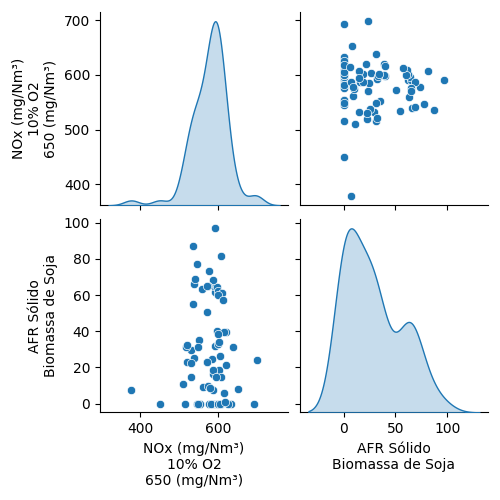 NOx (mg/Nm³)
10% O2
650 (mg/Nm³)
700
600
500
400
AFR Sólido
Biomassa de Soja
100
80
60
40
20
0
400
600
NOx (mg/Nm³)
10% O2
650 (mg/Nm³)
0
50
100
AFR Sólido
Biomassa de Soja